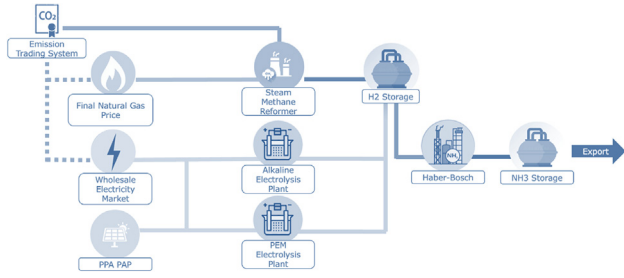 CO₂
Emission
Trading System
Final Natural Gas
Price
Steam
Methane
Reformer
H2 Storage
Wholesale
Electricity
Market
Alkaline
Electrolysis
Plant
NH₃
Haber-Bosch
NH3 Storage
Export
PPA PAP
PEM
Electrolysis
Plant